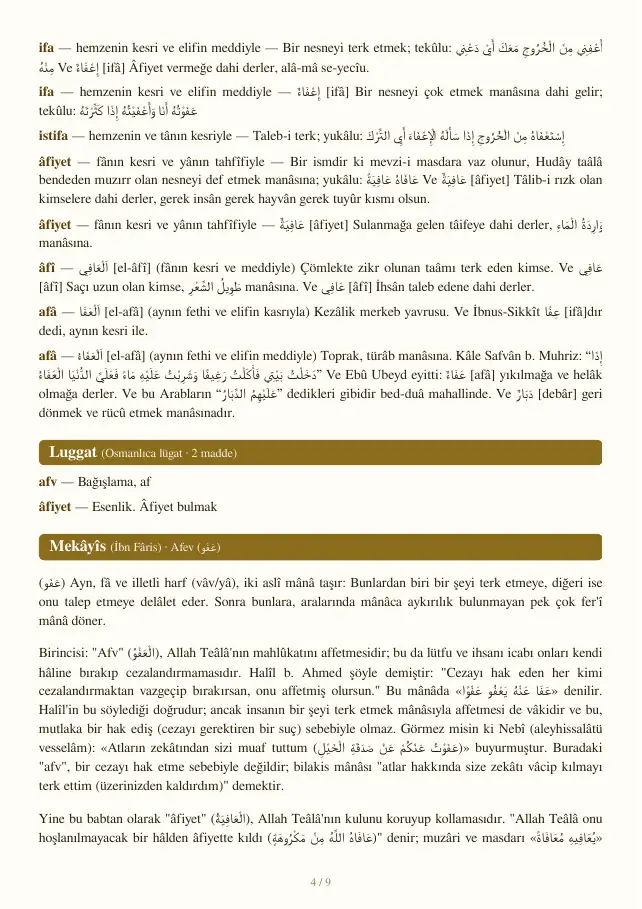 ifa — hemzenin kesri ve elifin meddiyle — Bir nesneyi terk etmek; tekûlu: أَعْفِنِي مِنْ الْخُرُوجِ مَعَكَ أَيْ دَعْنِي
مِنْهُ Ve إِعْفَاءٌ [ifâ] Âfiyet vermeğe dahi derler, alâ-mâ se-yecîu.
ifa — hemzenin kesri ve elifin meddiyle — إِعْفَاءٌ [ifâ] Bir nesneyi çok etmek manâsına dahi gelir;
tekûlu: عَفَوْتُهُ أَنَا وَأَعْفَيْتُهُ إِذَا كَثَّرْتَهُ
istifa — hemzenin ve tânın kesriyle — Taleb-i terk; yukâlu: إِسْتَعْفَاهُ مِنَ الْخُرُوجِ إِذَا سَأَلَهُ الْإِعْفَاءَ أَيِ التَّرْكَ
âfiyet — fânın kesri ve yânın tahfîfiyle — Bir ismdir ki mevzi-i masdara vaz olunur, Hudây taâlâ
bendeden muzırr olan nesneyi def etmek manâsına; yukâlu: عَافَاهُ عَافِيَةً Ve عَافِيَةٌ [âfiyet] Tâlib-i rızk olan
kimselere dahi derler, gerek insân gerek hayvân gerek tuyûr kısmı olsun.
âfiyet — fânın kesri ve yânın tahfîfiyle — عَافِيَةٌ [âfiyet] Sulanmağa gelen tâifeye dahi derler, وَارِدَةُ الْمَاءِ
manâsına.
âfî — اَلْعَافِي [el-âfî] (fânın kesri ve meddiyle) Çömlekte zikr olunan taâmı terk eden kimse. Ve عَافِي
[âfî] Saçı uzun olan kimse, طَوِيلُ الشَّعْرِ manâsına. Ve عَافِي [âfî] İhsân taleb edene dahi derler.
afâ — اَلْعَفَا [el-afâ] (aynın fethi ve elifin kasrıyla) Kezâlik merkeb yavrusu. Ve İbnus-Sikkît عِفَا [ifâ]dır
dedi, aynın kesri ile.
afâ — اَلْعَفَاءُ [el-afâ] (aynın fethi ve elifin meddiyle) Toprak, türâb manâsına. Kâle Safvân b. Muhriz: “إِذَا
دَخَلْتُ بَيْتِي فَأَكَلْتُ رَغِيفًا وَشَرِبْتُ عَلَيْهِ مَاءً فَعَلَىَ الدُّنْيَا الْعَفَاءُ” Ve Ebû Ubeyd eyitti: عَفَاءٌ [afâ] yıkılmağa ve helâk
olmağa derler. Ve bu Arabların “عَلَيْهِمُ الدَّبَارُ” dedikleri gibidir bed-duâ mahallinde. Ve دَبَارٌ [debâr] geri
dönmek ve rücû etmek manâsınadır.
Luggat (Osmanlıca lügat · 2 madde)
afv — Bağışlama, af
âfiyet — Esenlik. Âfiyet bulmak
Mekâyîs (İbn Fâris) · Afev (عَفَو)
(عَفَو) Ayn, fâ ve illetli harf (vâv/yâ), iki aslî mânâ taşır: Bunlardan biri bir şeyi terk etmeye, diğeri ise
onu talep etmeye delâlet eder. Sonra bunlara, aralarında mânâca aykırılık bulunmayan pek çok fer'î
mânâ döner.
Birincisi: "Afv" (الْعَفْوُ), Allah Teâlâ'nın mahlûkatını affetmesidir; bu da lütfu ve ihsanı icabı onları kendi
hâline bırakıp cezalandırmamasıdır. Halîl b. Ahmed şöyle demiştir: "Cezayı hak eden her kimi
cezalandırmaktan vazgeçip bırakırsan, onu affetmiş olursun." Bu mânâda «عَفَا عَنْهُ يَعْفُو عَفْوًا» denilir.
Halîl'in bu söylediği doğrudur; ancak insanın bir şeyi terk etmek mânâsıyla affetmesi de vâkidir ve bu,
mutlaka bir hak ediş (cezayı gerektiren bir suç) sebebiyle olmaz. Görmez misin ki Nebî (aleyhissalâtü
vesselâm): «Atların zekâtından sizi muaf tuttum (عَفَوْتُ عَنْكُمْ عَنْ صَدَقَةِ الْخَيْلِ)» buyurmuştur. Buradaki
"afv", bir cezayı hak etme sebebiyle değildir; bilakis mânâsı "atlar hakkında size zekâtı vâcip kılmayı
terk ettim (üzerinizden kaldırdım)" demektir.
Yine bu babtan olarak "âfiyet" (الْعَافِيَةُ), Allah Teâlâ'nın kulunu koruyup kollamasıdır. "Allah Teâlâ onu
hoşlanılmayacak bir hâlden âfiyette kıldı (عَافَاهُ اللَّهُ مِنْ مَكْرُوهَةٍ)" denir; muzâri ve masdarı «يُعَافِيهِ مُعَافَاةً»
4 / 9